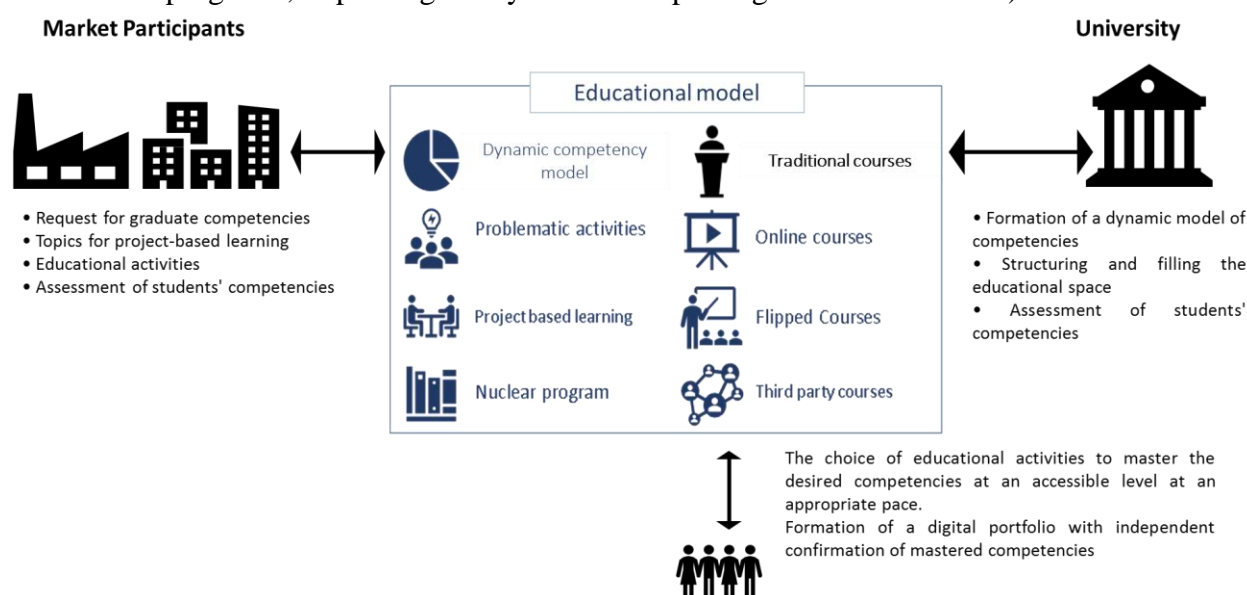 Market Participants
University
Educational model
Dynamic competency
model
Traditional courses
Problematic activities
Online courses
Project based learning
Flipped Courses
Nuclear program
Third party courses
• Request for graduate competencies
• Topics for project-based learning
• Educational activities
• Assessment of students' competencies
• Formation of a dynamic model of
competencies
• Structuring and filling the
educational space
• Assessment of students'
competencies
The choice of educational activities to master the
desired competencies at an accessible level at an
appropriate pace.
Formation of a digital portfolio with independent
confirmation of mastered competencies